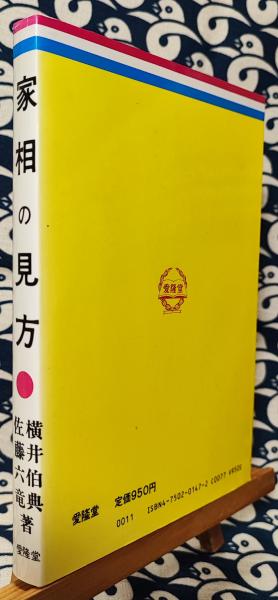 家相の見方
横井伯典
佐藤六竜 著
愛隆堂
愛隆堂
愛隆堂 定価950円
0011 ISBN4-7502-0147-2 C0077 ¥950E